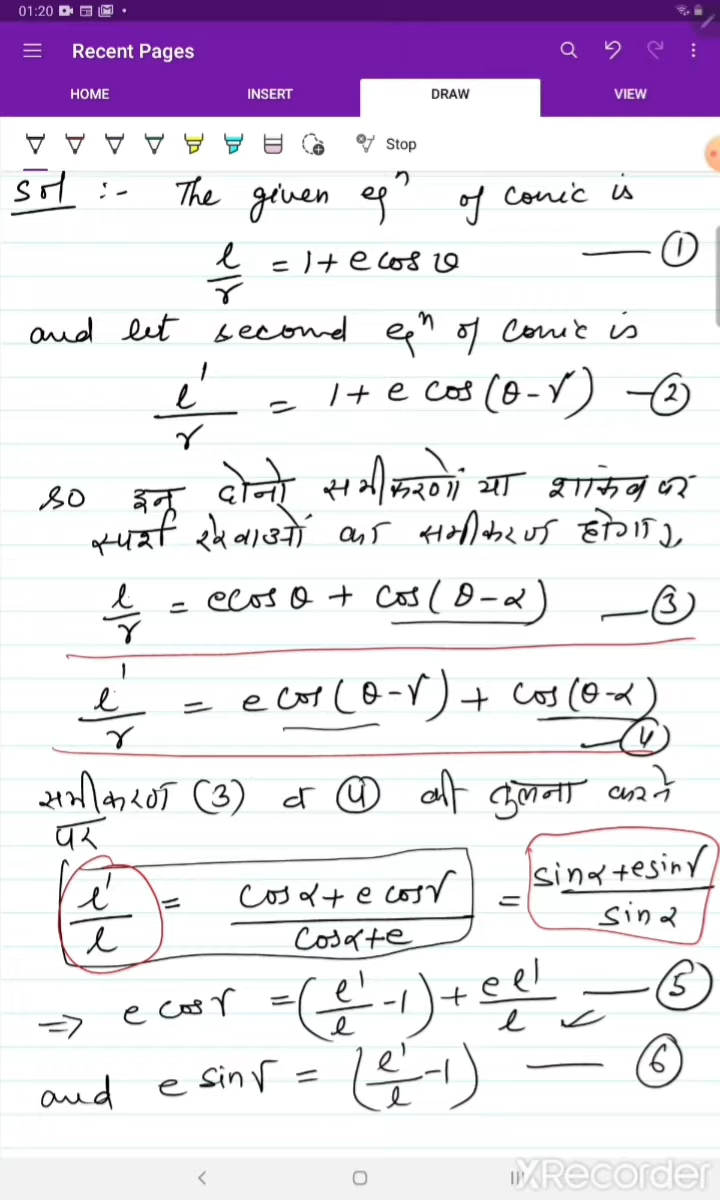 01:20
Recent Pages
HOME INSERT DRAW VIEW
Stop
Sol :- The given eqⁿ of conic is
l/r = 1 + e cos θ —— ①
and let second eqⁿ of conic is
l'/r = 1 + e cos (θ - γ) — ②
so इन दोनो समीकरणों या शांकव पर
स्पर्श रेखाओं का समीकरण होगा
l/r = e cos θ + cos (θ - α) — ③
l'/r = e cos (θ - γ) + cos (θ - α) — ④
समीकरण (3) व ④ की तुलना करने
पर
l'/l = (cos α + e cos γ)/(cos α + e) = (sin α + e sin γ)/(sin α)
⇒ e cos γ = (l'/l - 1) + e l'/l —— ⑤
and e sin γ = (l'/l - 1) —— ⑥
XRecorder